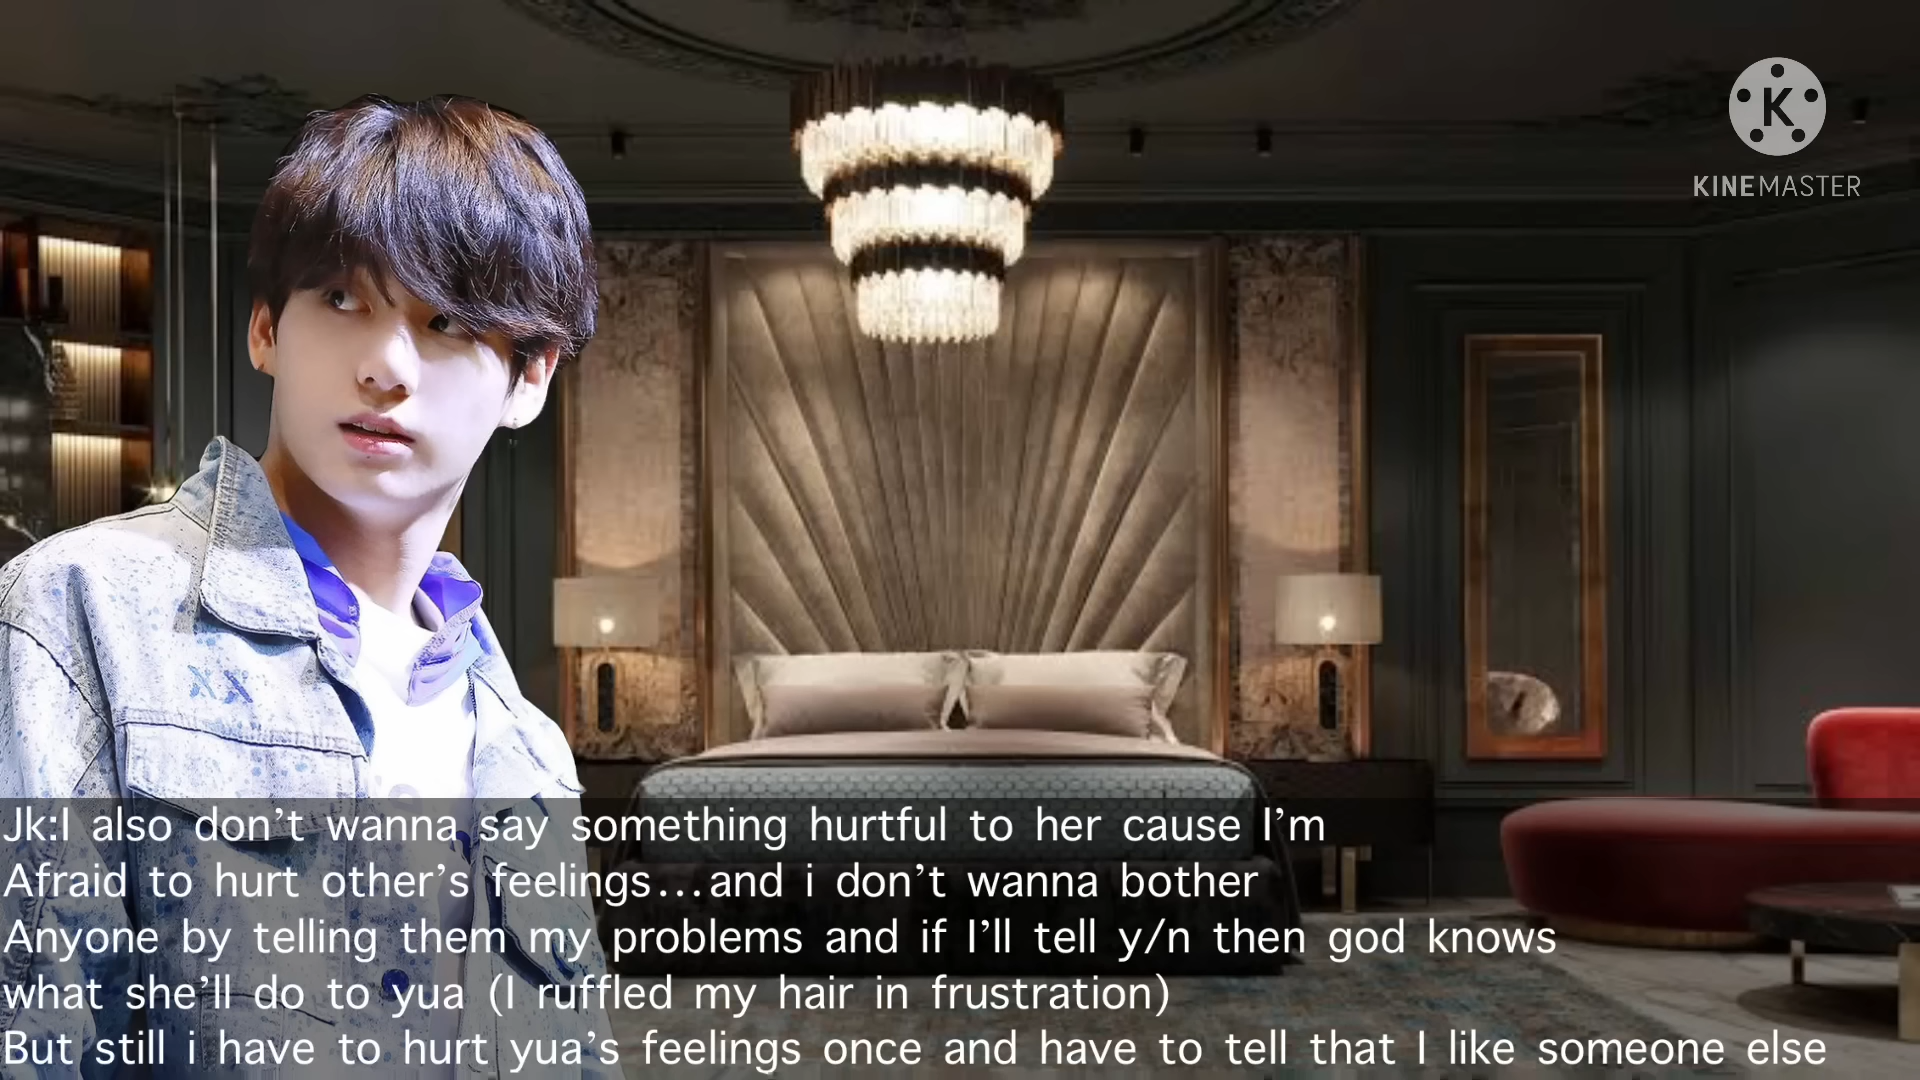 K
KINEMASTER
Jk:I also don't wanna say something hurtful to her cause I'm
Afraid to hurt other's feelings...and i don't wanna bother
Anyone by telling them my problems and if I'll tell y/n then god knows
what she'll do to yua (I ruffled my hair in frustration)
But still i have to hurt yua's feelings once and have to tell that I like someone else